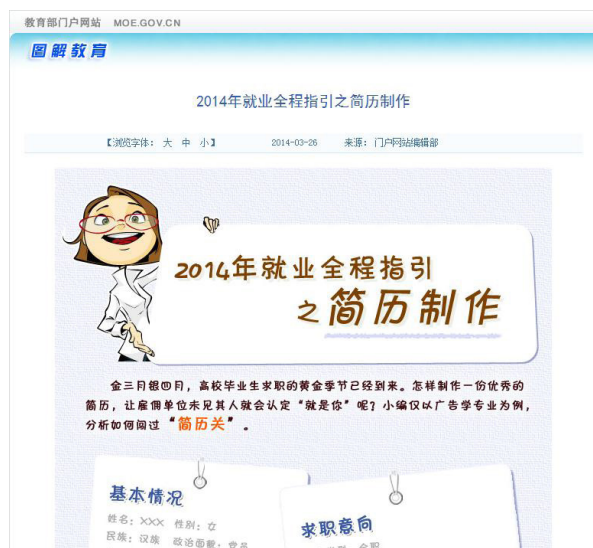 教育部门户网站 MOE.GOV.CN
图解教育
2014年就业全程指引之简历制作
【浏览字体： 大 中 小】 2014-03-26 来源： 门户网站编辑部
2014年就业全程指引
之简历制作
金三月银四月，高校毕业生求职的黄金季节已经到来。怎样制作一份优秀的
简历，让雇佣单位未见其人就会认定“就是你”呢？小编仅以广告学专业为例，
分析如何闯过“简历关”。
基本情况
姓名：XXX 性别：女
民族：汉族 政治面貌：党员
求职意向